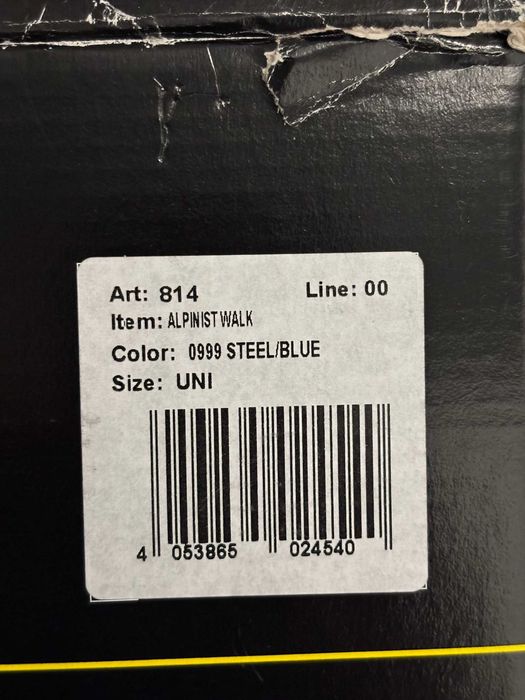 Art: 814 Line: 00
Item: ALPINIST WALK
Color: 0999 STEEL/BLUE
Size: UNI
4 053865 024540